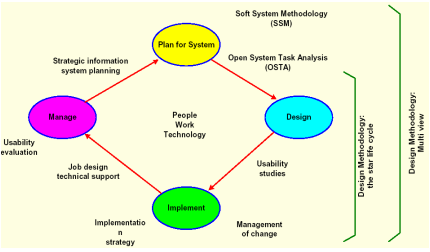 Soft System Methodology
(SSM)
Plan for System
Open System Task Analysis
(OSTA)
Strategic information
system planning
Manage
People
Work
Technology
Design
Usability
evaluation
Job design
technical support
Usability
studies
Implement
Implementatio
n
strategy
Management
of change
Design Methodology:
the star life cycle
Design Methodology:
Multi view